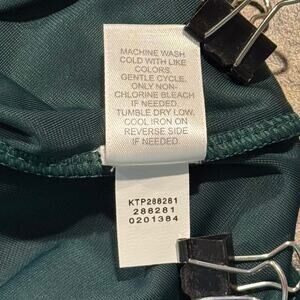 MACHINE WASH
COLD WITH LIKE
COLORS,
GENTLE CYCLE,
ONLY NON-
CHLORINE BLEACH
IF NEEDED.
TUMBLE DRY LOW.
COOL IRON ON
REVERSE SIDE
IF NEEDED.
KTP288281
288281
0201384